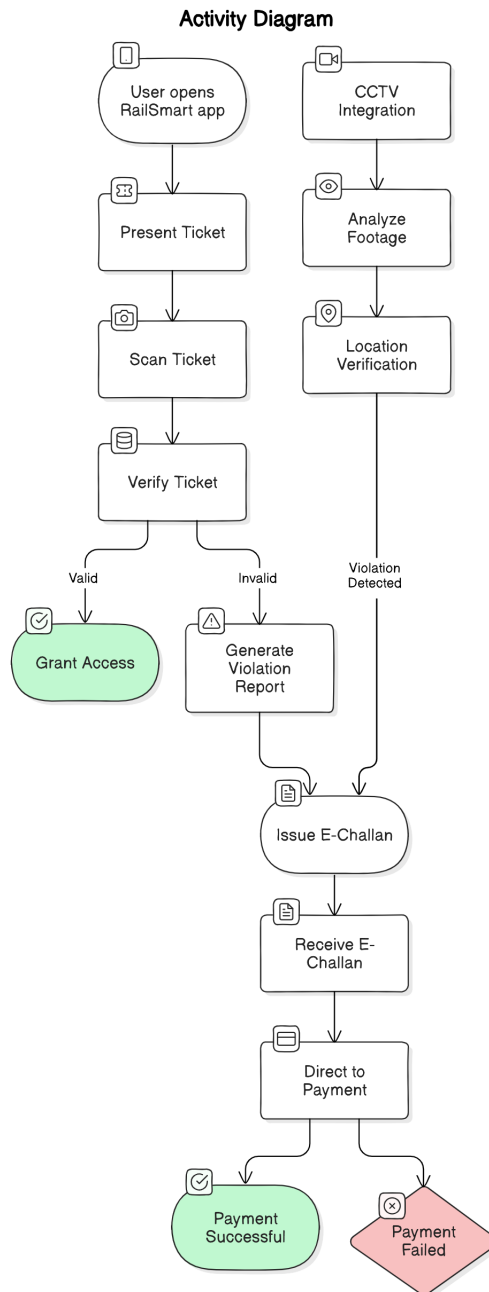 Activity Diagram
User opens
RailSmart app
CCTV
Integration
Present Ticket
Analyze
Footage
Scan Ticket
Location
Verification
Verify Ticket
Valid
Invalid
Violation
Detected
Grant Access
Generate
Violation
Report
Issue E-Challan
Receive E-
Challan
Direct to
Payment
Payment
Successful
Payment
Failed